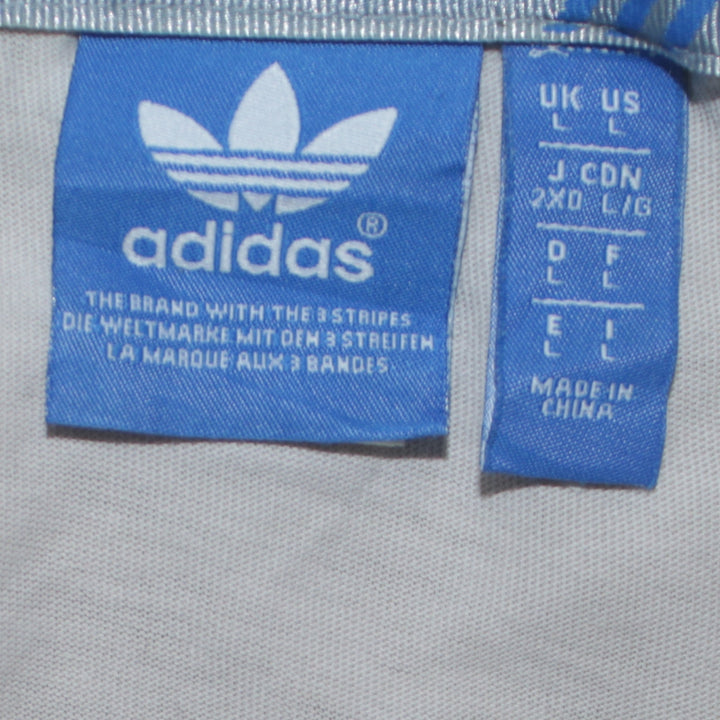 adidas®
THE BRAND WITH THE 3 STRIPES
DIE WELTMARKE MIT DEN 3 STREIFEN
LA MARQUE AUX 3 BANDES
UK US
L L
J CDN
2XO L/G
D F
L L
E I
L L
MADE IN
CHINA